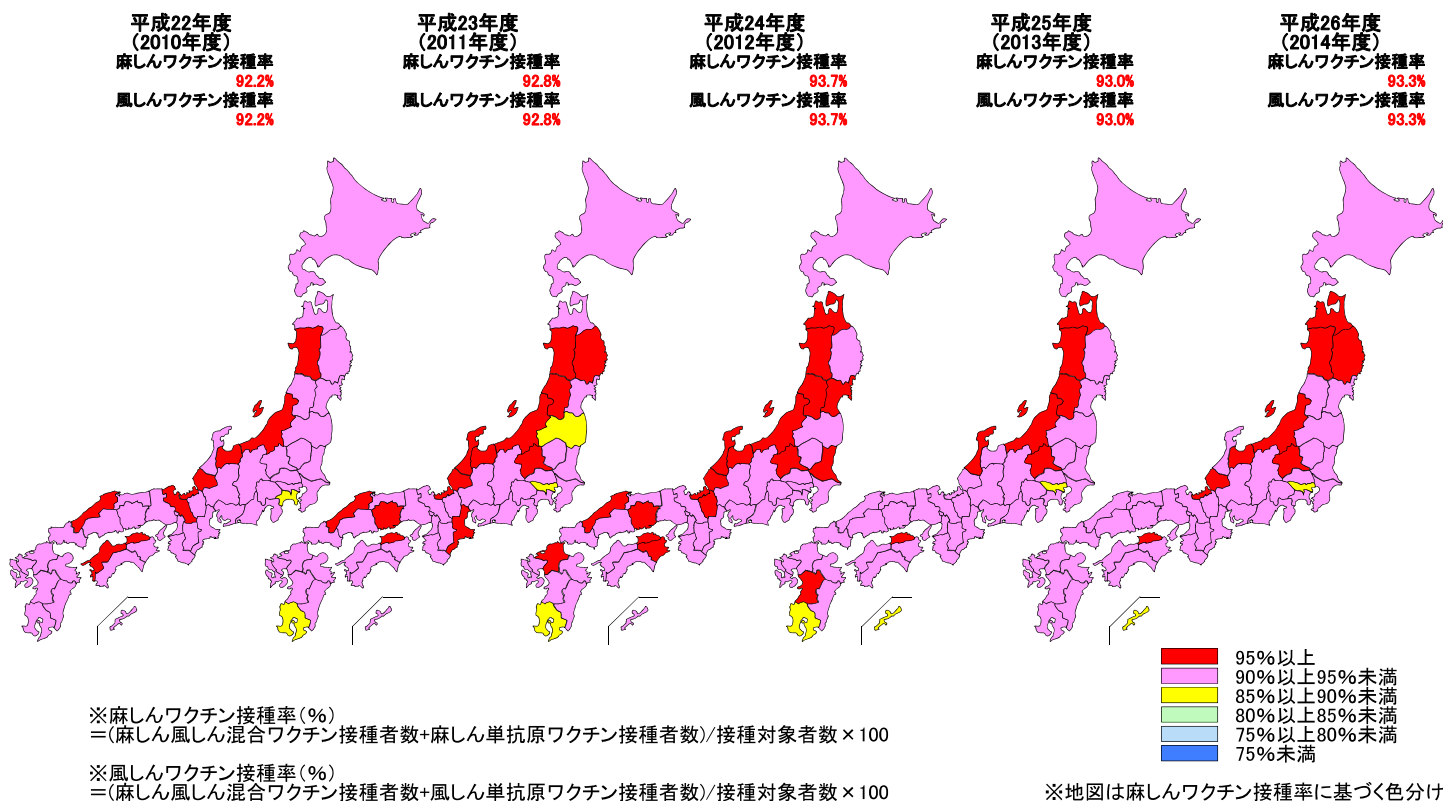 平成22年度
(2010年度)
麻しんワクチン接種率
92.2%
風しんワクチン接種率
92.2%
平成23年度
(2011年度)
麻しんワクチン接種率
92.8%
風しんワクチン接種率
92.8%
平成24年度
(2012年度)
麻しんワクチン接種率
93.7%
風しんワクチン接種率
93.7%
平成25年度
(2013年度)
麻しんワクチン接種率
93.0%
風しんワクチン接種率
93.0%
平成26年度
(2014年度)
麻しんワクチン接種率
93.3%
風しんワクチン接種率
93.3%
95%以上
90%以上95%未満
85%以上90%未満
80%以上85%未満
75%以上80%未満
75%未満
※麻しんワクチン接種率(%)
=(麻しん風しん混合ワクチン接種者数+麻しん単抗原ワクチン接種者数)/接種対象者数×100
※風しんワクチン接種率(%)
=(麻しん風しん混合ワクチン接種者数+風しん単抗原ワクチン接種者数)/接種対象者数×100
※地図は麻しんワクチン接種率に基づく色分け